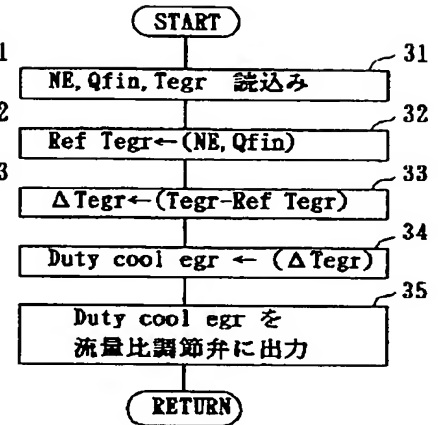 START
1
31
NE, Qfin, Tegr 読込み
2
32
Ref Tegr←(NE, Qfin)
3
33
ΔTegr←(Tegr-Ref Tegr)
34
Duty cool egr ← (ΔTegr)
35
Duty cool egr を
流量比調節弁に出力
RETURN